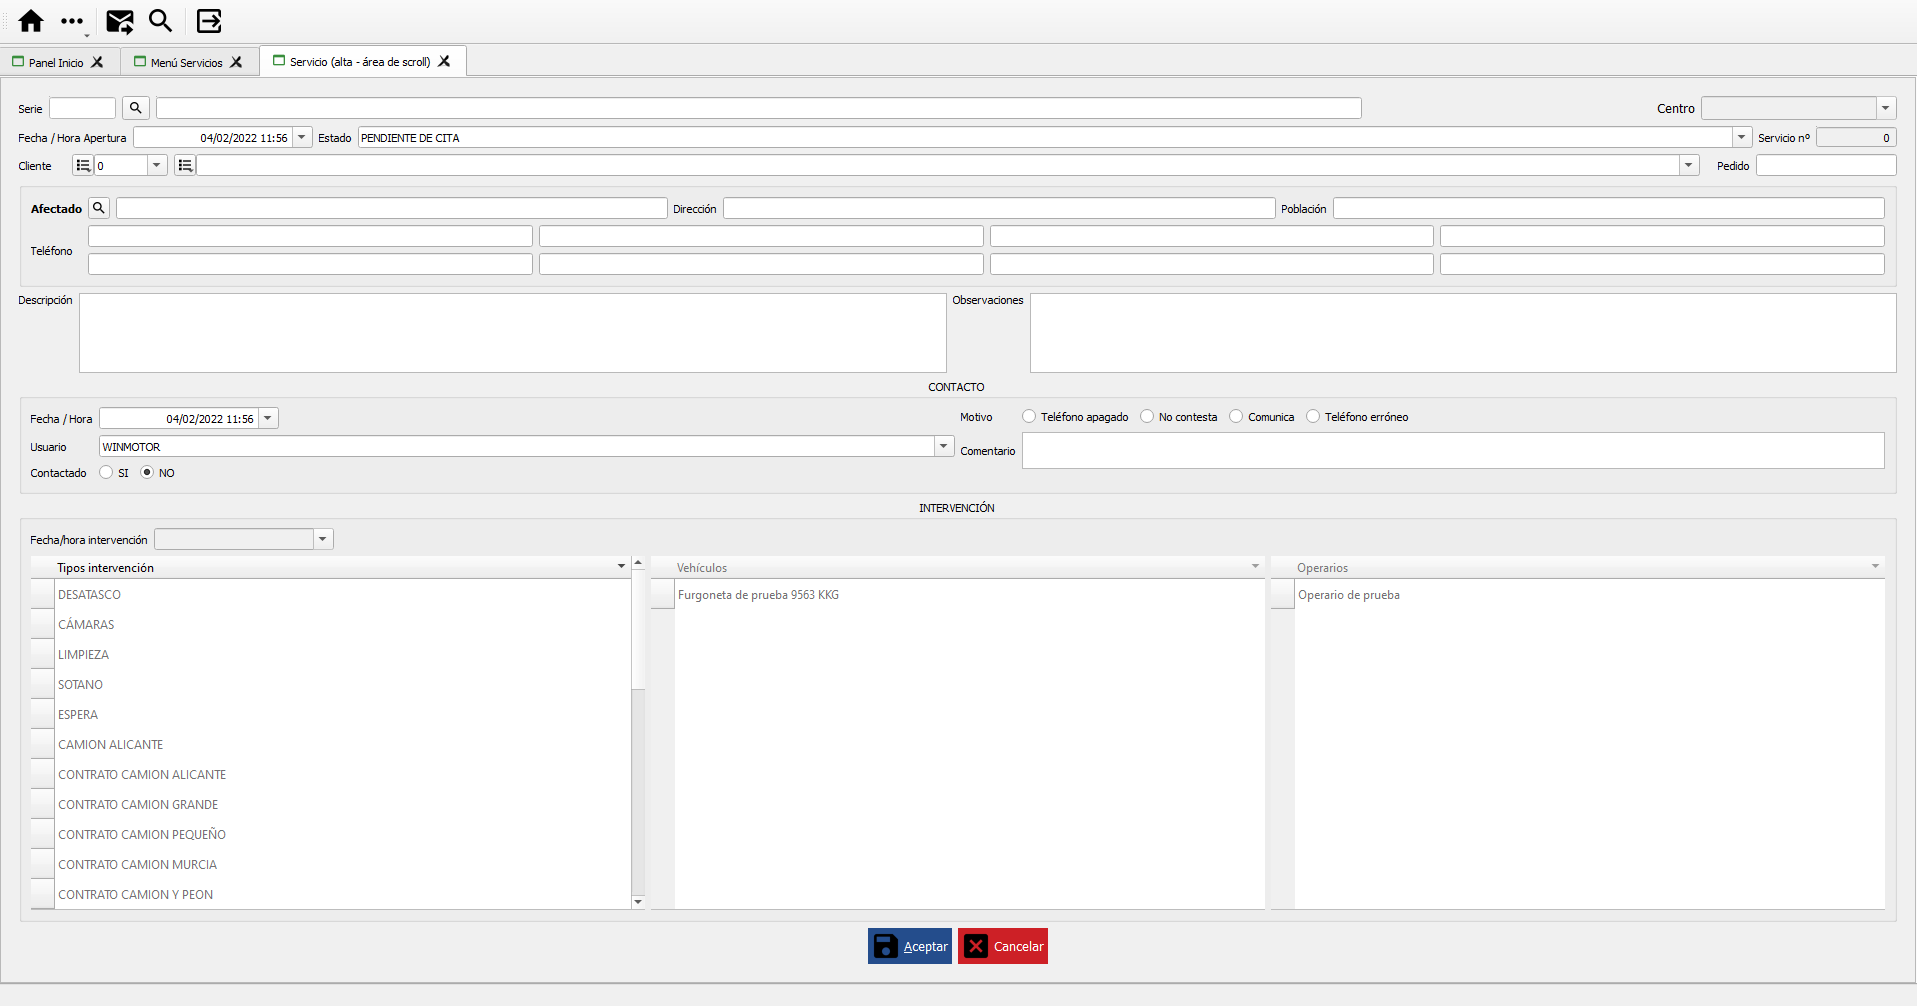 Panel Inicio
Menú Servicios
Servicio (alta - área de scroll)
Serie
Centro
Fecha / Hora Apertura 04/02/2022 11:56 Estado PENDIENTE DE CITA Servicio nº 0
Cliente 0 Pedido
Afectado Dirección Población
Teléfono
Descripción Observaciones
CONTACTO
Fecha / Hora 04/02/2022 11:56 Motivo Teléfono apagado No contesta Comunica Teléfono erróneo
Usuario WINMOTOR Comentario
Contactado SI NO
INTERVENCIÓN
Fecha/hora intervención
Tipos intervención Vehículos Operarios
DESATASCO Furgoneta de prueba 9563 KKG Operario de prueba
CÁMARAS
LIMPIEZA
SOTANO
ESPERA
CAMION ALICANTE
CONTRATO CAMION ALICANTE
CONTRATO CAMION GRANDE
CONTRATO CAMION PEQUEÑO
CONTRATO CAMION MURCIA
CONTRATO CAMION Y PEON
Aceptar Cancelar